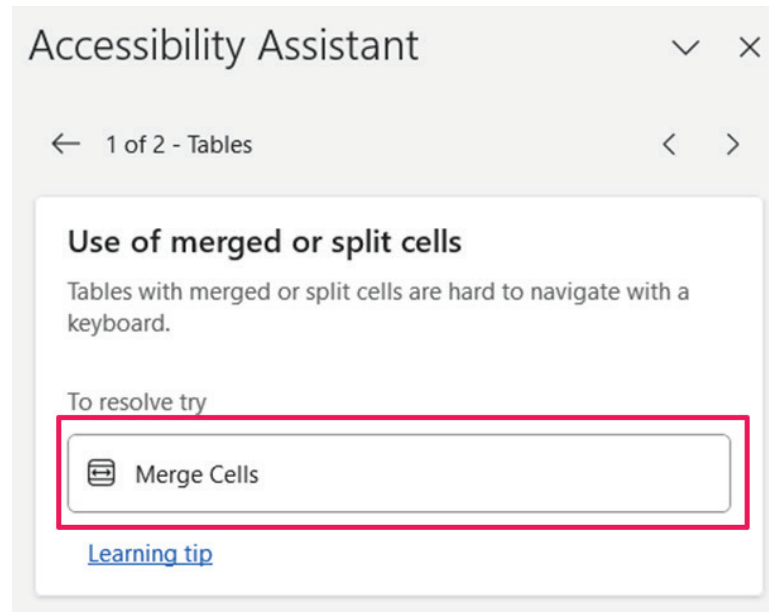 Accessibility Assistant
1 of 2 - Tables
Use of merged or split cells
Tables with merged or split cells are hard to navigate with a
keyboard.
To resolve try
Merge Cells
Learning tip